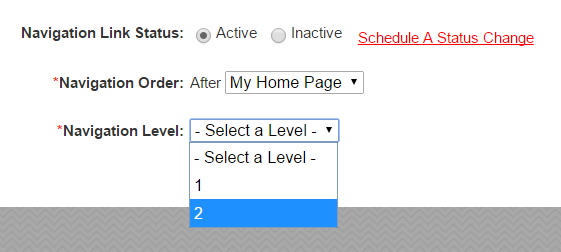 Navigation Link Status: Active Inactive Schedule A Status Change
*Navigation Order: After My Home Page
*Navigation Level: - Select a Level -
- Select a Level -
1
2